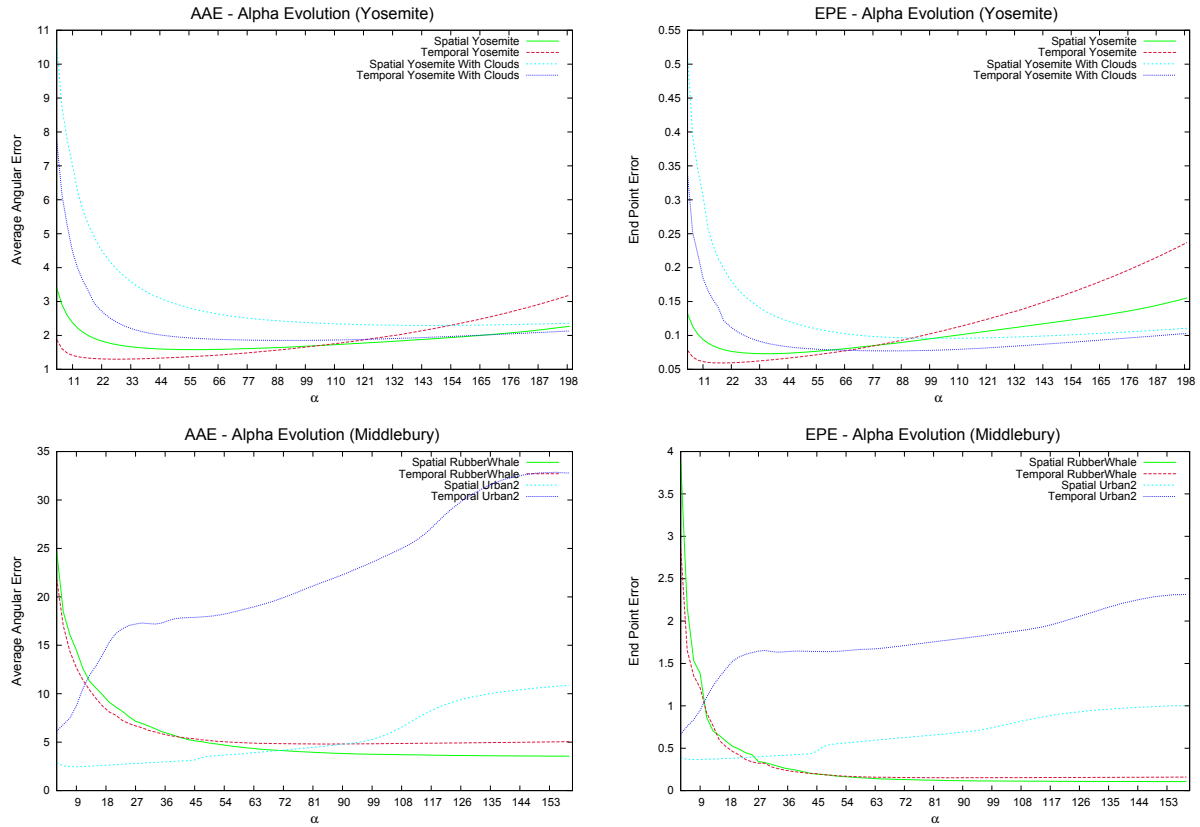 AAE - Alpha Evolution (Yosemite)
Average Angular Error
11
10
9
8
7
6
5
4
3
2
1
Spatial Yosemite
Temporal Yosemite
Spatial Yosemite With Clouds
Temporal Yosemite With Clouds
11 22 33 44 55 66 77 88 99 110 121 132 143 154 165 176 187 198
α
EPE - Alpha Evolution (Yosemite)
End Point Error
0.55
0.5
0.45
0.4
0.35
0.3
0.25
0.2
0.15
0.1
0.05
Spatial Yosemite
Temporal Yosemite
Spatial Yosemite With Clouds
Temporal Yosemite With Clouds
11 22 33 44 55 66 77 88 99 110 121 132 143 154 165 176 187 198
α
AAE - Alpha Evolution (Middlebury)
Average Angular Error
35
30
25
20
15
10
5
0
Spatial RubberWhale
Temporal RubberWhale
Spatial Urban2
Temporal Urban2
9 18 27 36 45 54 63 72 81 90 99 108 117 126 135 144 153
α
EPE - Alpha Evolution (Middlebury)
End Point Error
4
3.5
3
2.5
2
1.5
1
0.5
0
Spatial RubberWhale
Temporal RubberWhale
Spatial Urban2
Temporal Urban2
9 18 27 36 45 54 63 72 81 90 99 108 117 126 135 144 153
α